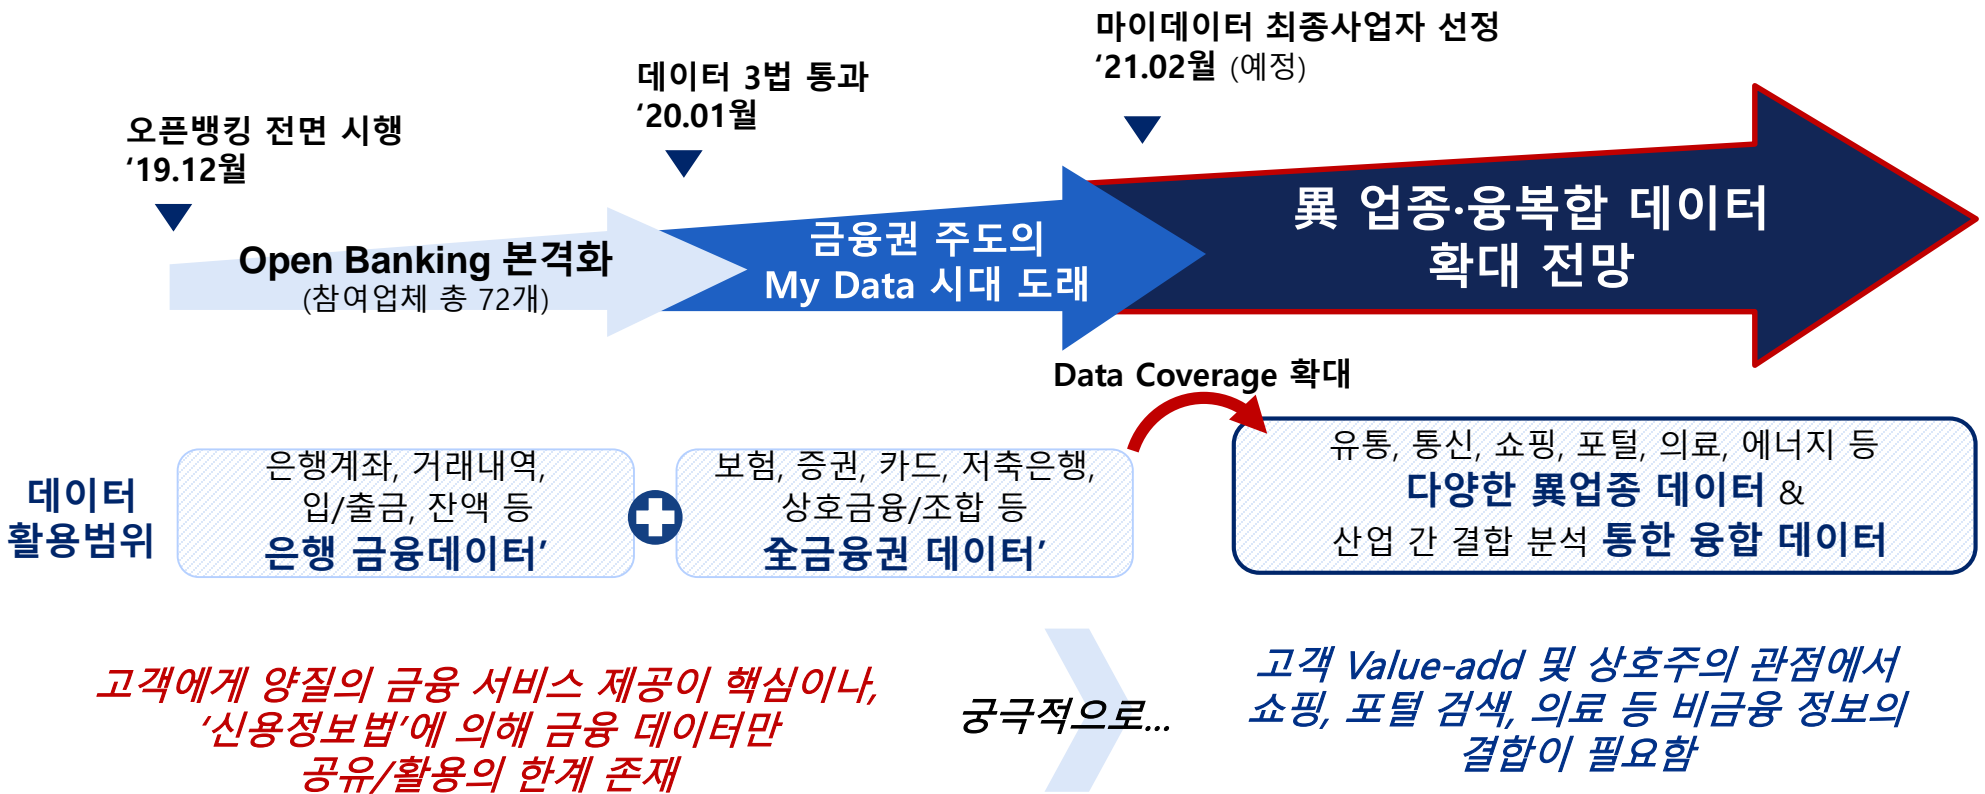 마이데이터 최종사업자 선정
‘21.02월 (예정)
데이터 3법 통과
‘20.01월
오픈뱅킹 전면 시행
‘19.12월
Open Banking 본격화
(참여업체 총 72개)
금융권 주도의
My Data 시대 도래
異 업종·융복합 데이터
확대 전망
Data Coverage 확대
데이터
활용범위
은행계좌, 거래내역,
입/출금, 잔액 등
은행 금융데이터’
보험, 증권, 카드, 저축은행,
상호금융/조합 등
全금융권 데이터’
유통, 통신, 쇼핑, 포털, 의료, 에너지 등
다양한 異업종 데이터 &
산업 간 결합 분석 통한 융합 데이터
고객에게 양질의 금융 서비스 제공이 핵심이나,
‘신용정보법’에 의해 금융 데이터만
공유/활용의 한계 존재
궁극적으로...
고객 Value-add 및 상호주의 관점에서
쇼핑, 포털 검색, 의료 등 비금융 정보의
결합이 필요함